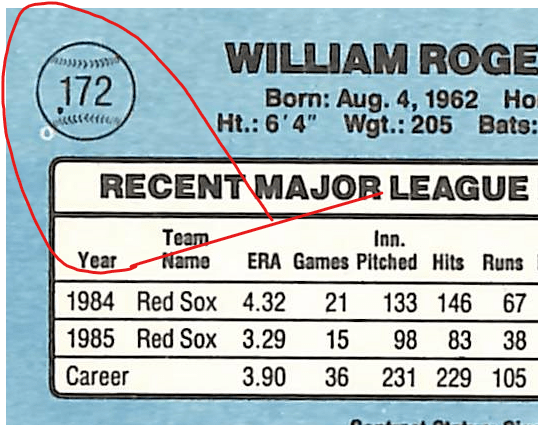 172
WILLIAM ROGE
Born: Aug. 4, 1962 Ho
Ht.: 6'4" Wgt.: 205 Bats:
RECENT MAJOR LEAGUE
Year Team Name ERA Games Inn. Pitched Hits Runs
1984 Red Sox 4.32 21 133 146 67
1985 Red Sox 3.29 15 98 83 38
Career 3.90 36 231 229 105